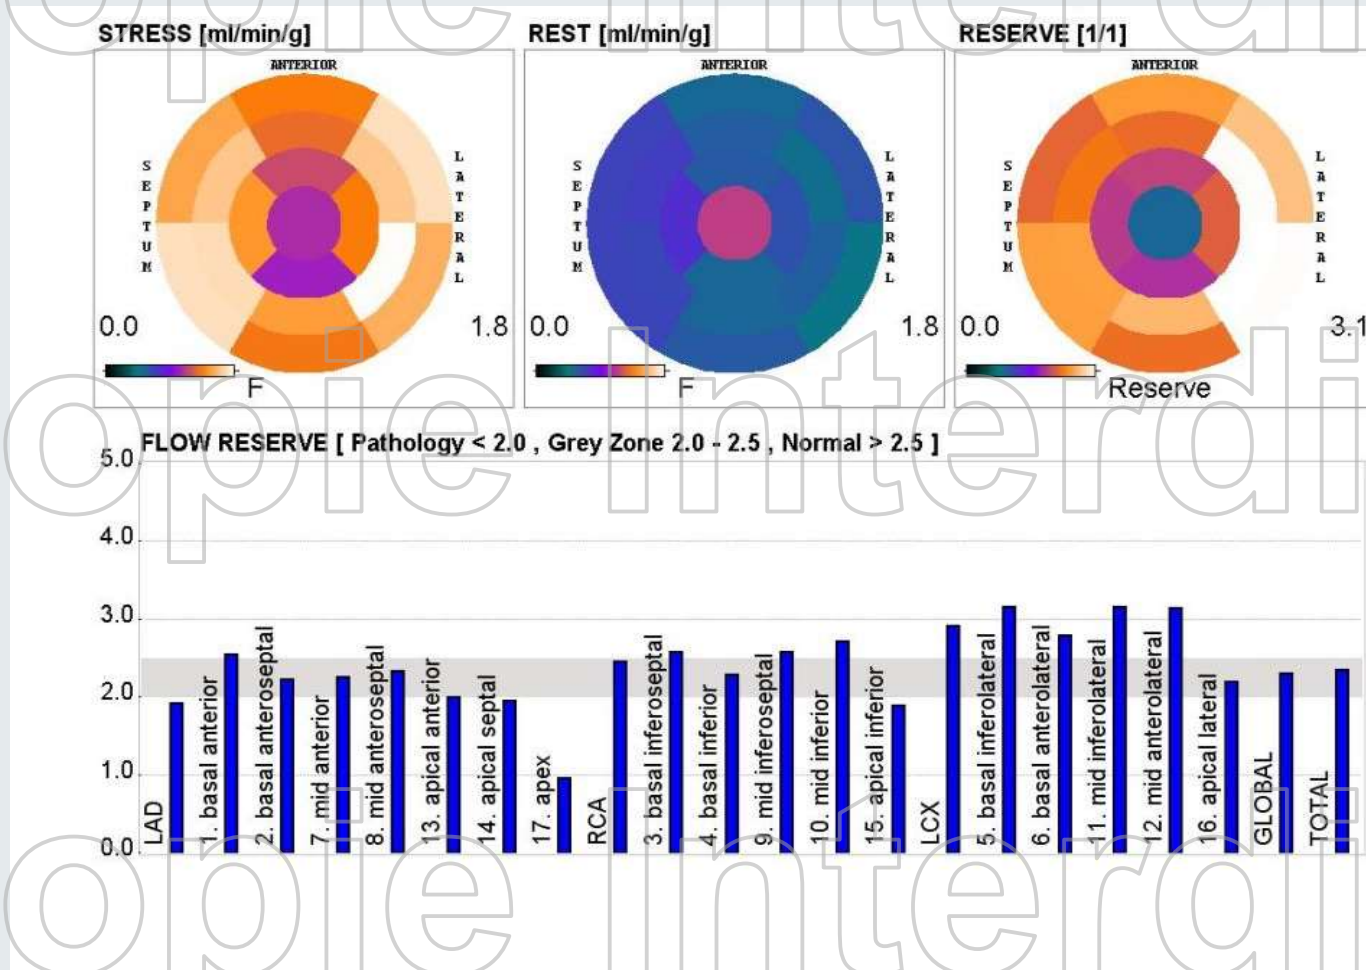 STRESS [ml/min/g]
REST [ml/min/g]
RESERVE [1/1]
ANTERIOR
ANTERIOR
ANTERIOR
SEPTUM
LATERAL
SEPTUM
LATERAL
SEPTUM
LATERAL
0.0
1.8
0.0
1.8
0.0
3.1
F
F
Reserve
FLOW RESERVE [ Pathology < 2.0 , Grey Zone 2.0 - 2.5 , Normal > 2.5 ]
5.0
4.0
3.0
2.0
1.0
0.0
LAD
1. basal anterior
2. basal anteroseptal
7. mid anterior
8. mid anteroseptal
13. apical anterior
14. apical septal
17. apex
RCA
3. basal inferoseptal
4. basal inferior
9. mid inferoseptal
10. mid inferior
15. apical inferior
LCX
5. basal inferolateral
6. basal anterolateral
11. mid inferolateral
12. mid anterolateral
16. apical lateral
GLOBAL
TOTAL
opie interdi
opie interdi